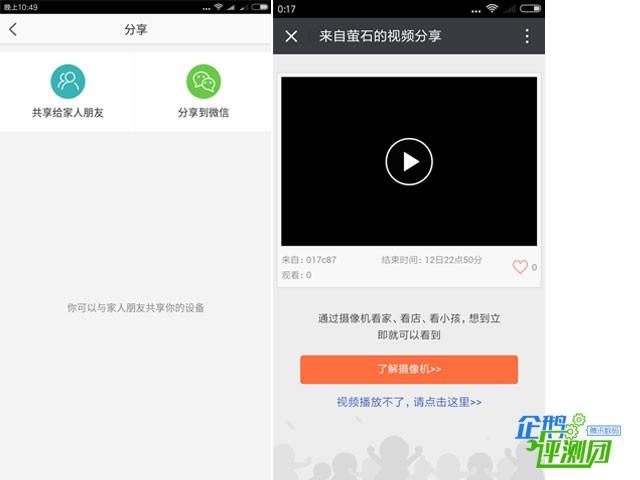 晚上10:49
分享
共享给家人朋友
分享到微信
你可以与家人朋友共享你的设备
0:17
来自萤石的视频分享
来自: 017c87
结束时间: 12日22点50分
观看: 0
0
通过摄像机看家、看店、看小孩，想到立
即就可以看到
了解摄像机>>
视频播放不了，请点击这里>>
企鹅
腾讯数码
评测团